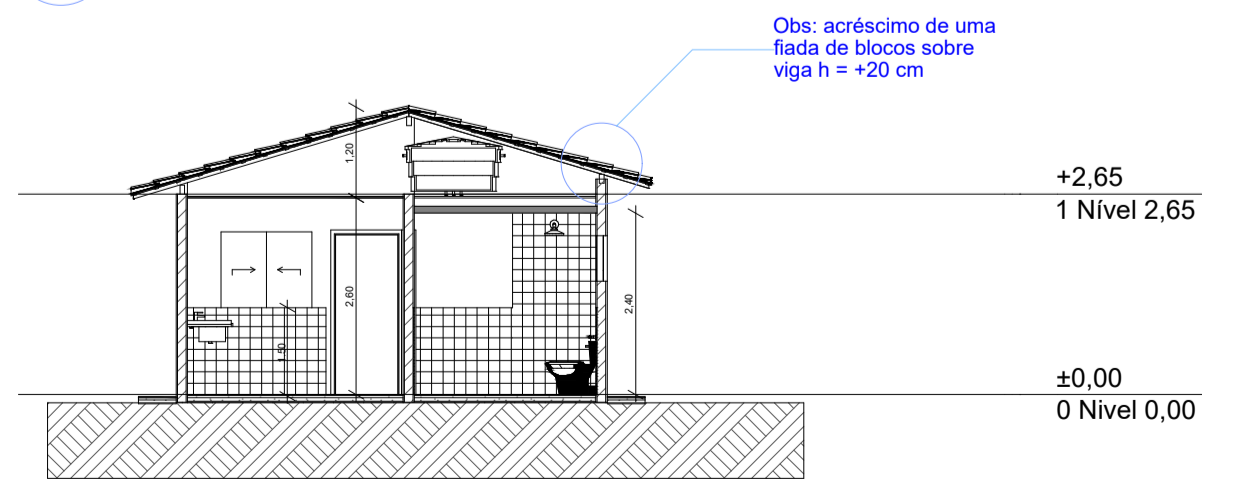 Obs: acréscimo de uma
fiada de blocos sobre
viga h = +20 cm
1,20
+2,65
1 Nível 2,65
2,60
2,40
1,50
±0,00
0 Nivel 0,00